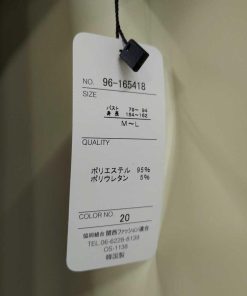 NO. 96-165418
SIZE
バスト 79〜 94
身長 154〜162
M〜L
QUALITY
ポリエステル 95%
ポリウレタン 5%
COLOR NO.
20
協同組合 関西ファッション連合
TEL.06-6228-6139
OS-1138
韓国製